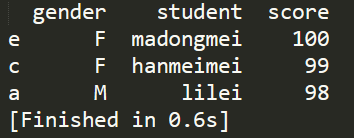 gender student score
e F madongmei 100
c F hanmeimei 99
a M lilei 98
[Finished in 0.6s]